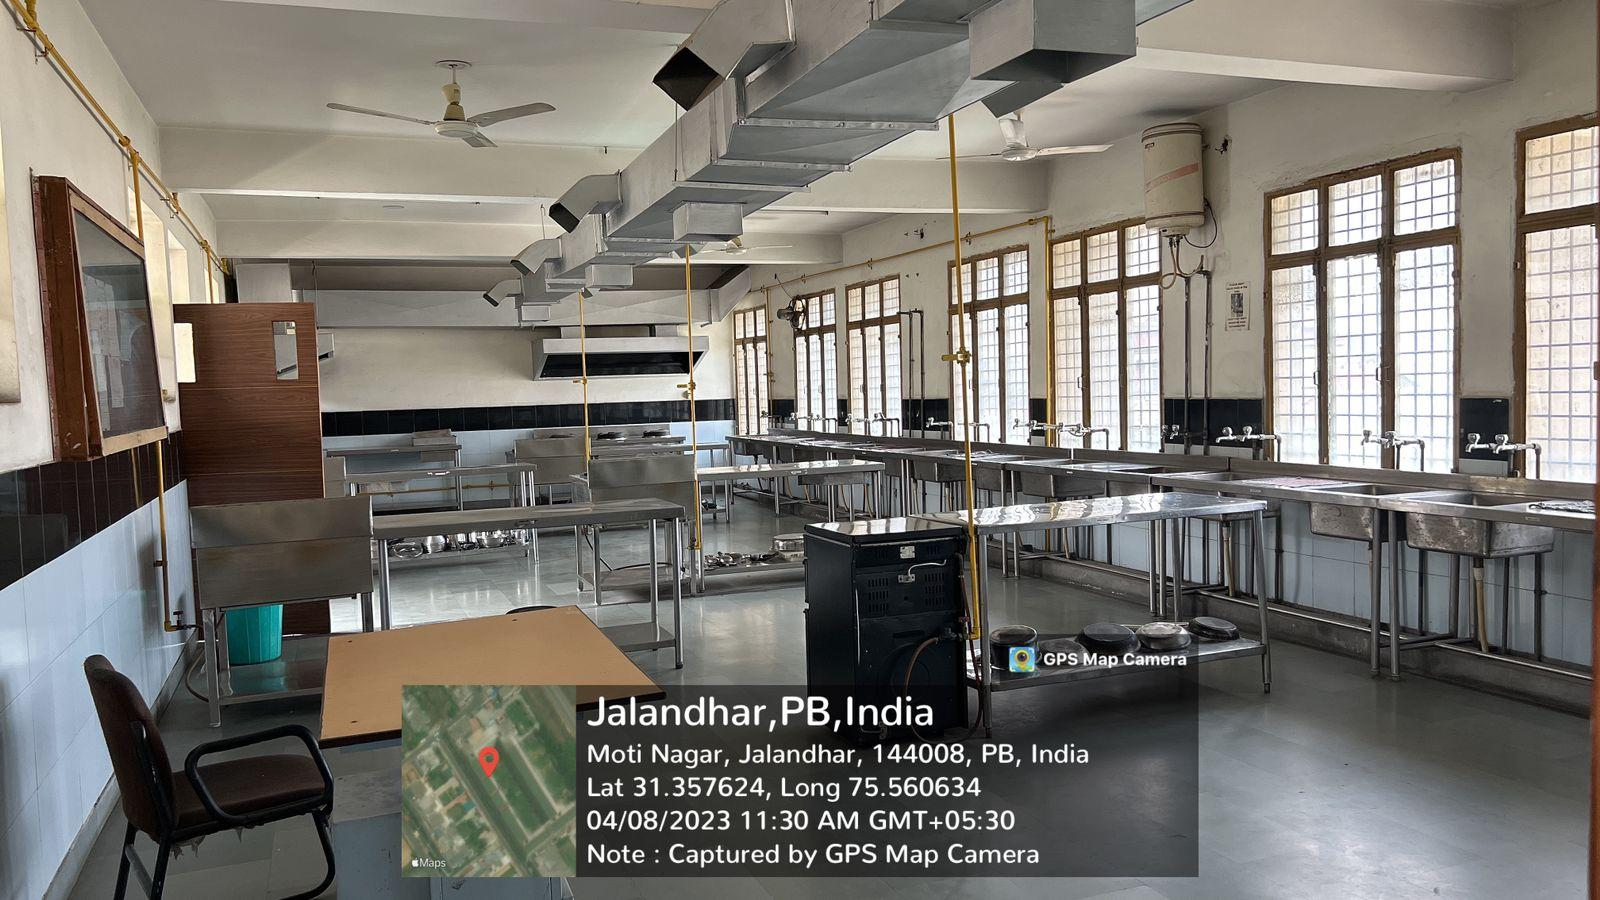 GPS Map Camera
Jalandhar,PB,India
Moti Nagar, Jalandhar, 144008, PB, India
Lat 31.357624, Long 75.560634
04/08/2023 11:30 AM GMT+05:30
Note : Captured by GPS Map Camera
Maps